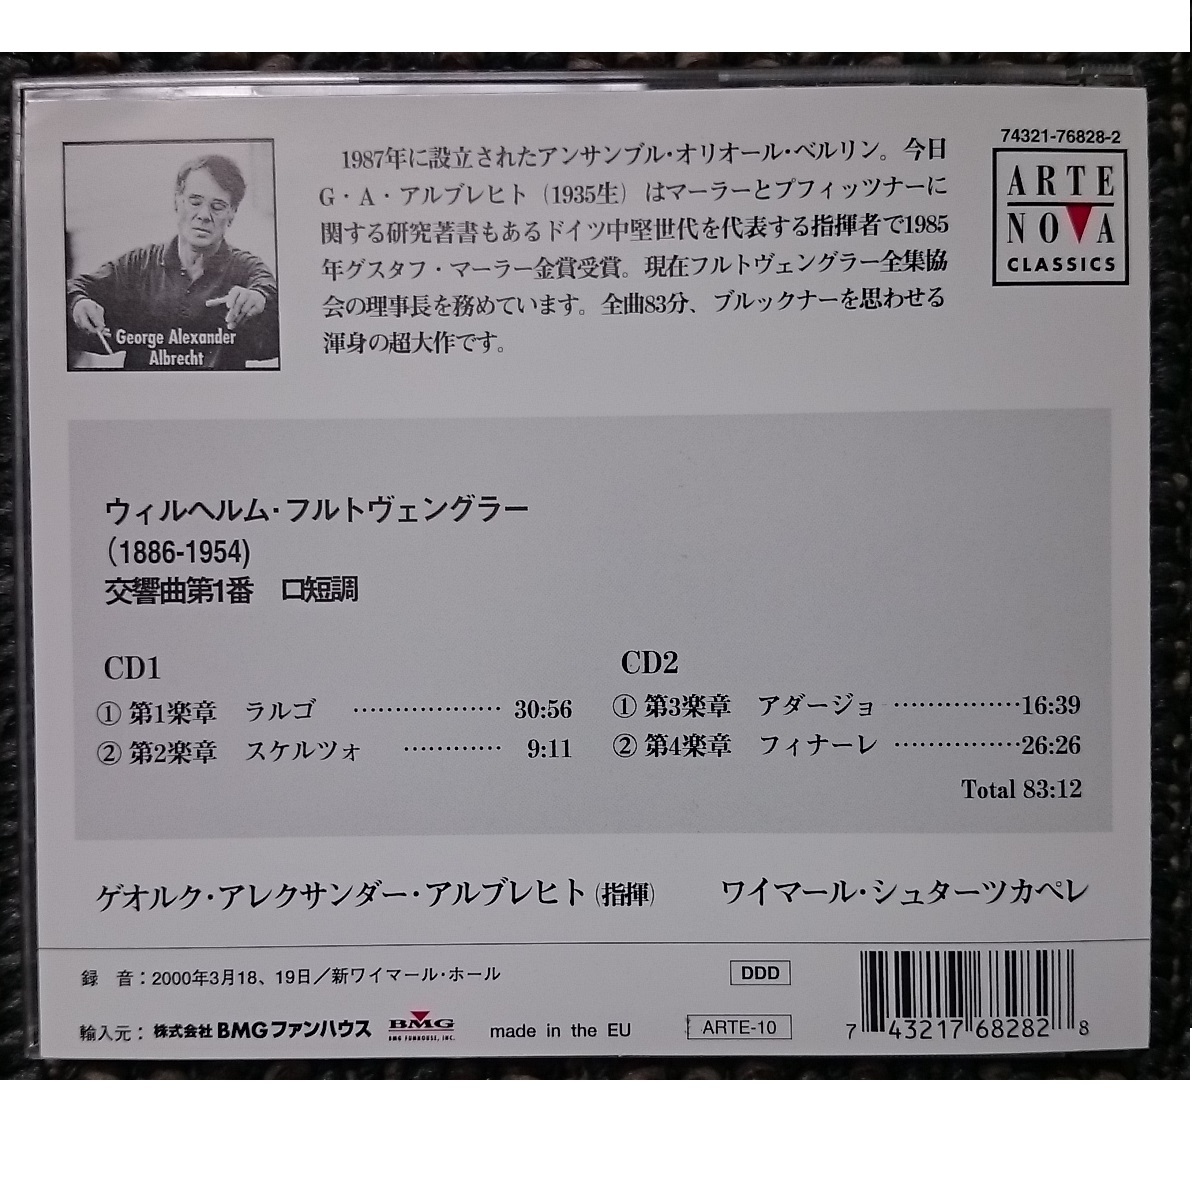 74321-76828-2
ARTE
NOVA
CLASSICS
George Alexander
Albrecht
1987年に設立されたアンサンブル・オリオール・ベルリン。今日
G・A・アルブレヒト（1935生）はマーラーとプフィッツナーに
関する研究著書もあるドイツ中堅世代を代表する指揮者で1985
年グスタフ・マーラー金賞受賞。現在フルトヴェングラー全集協
会の理事長を務めています。全曲83分、ブルックナーを思わせる
渾身の超大作です。
ウィルヘルム・フルトヴェングラー
(1886-1954)
交響曲第1番　ロ短調
CD1
① 第1楽章　ラルゴ ･･････････････････ 30:56
② 第2楽章　スケルツォ ････････････ 9:11
CD2
① 第3楽章　アダージョ ････････････････16:39
② 第4楽章　フィナーレ ････････････････26:26
Total 83:12
ゲオルク・アレクサンダー・アルブレヒト（指揮）　ワイマール・シュターツカペレ
録　音：2000年3月18、19日／新ワイマール・ホール
DDD
輸入元：株式会社BMGファンハウス BMG BMG FUNHOUSE, INC. made in the EU
ARTE-10
7 43217 68282 8